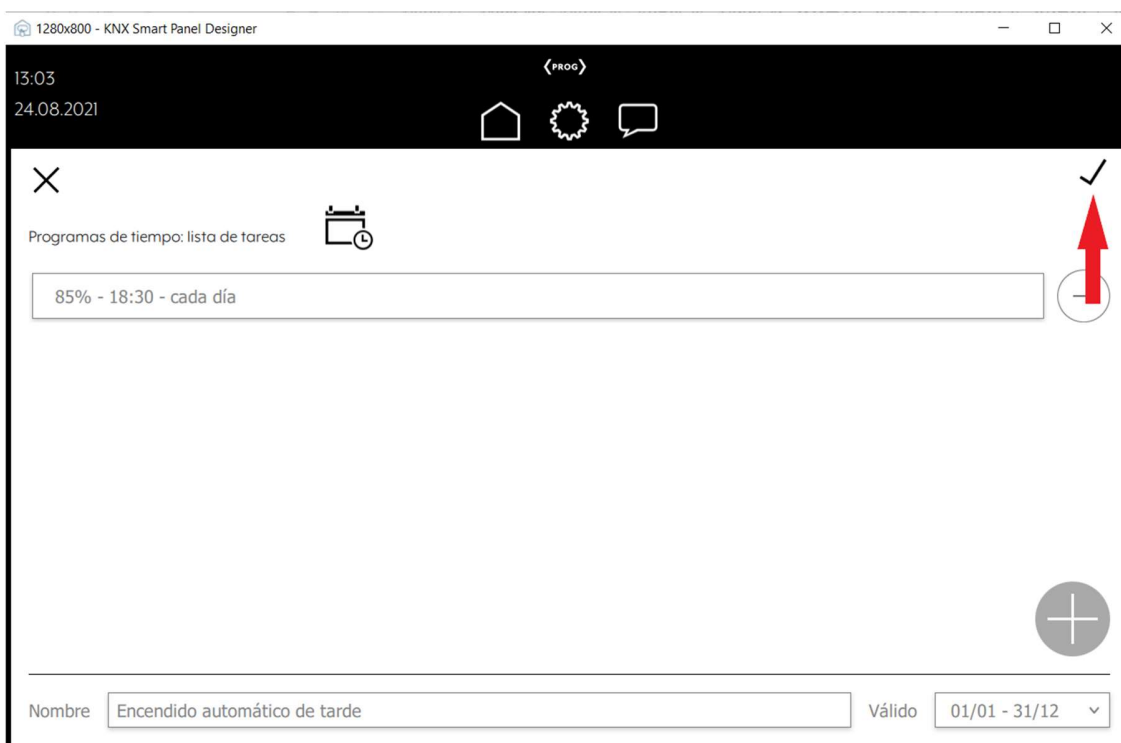 1280x800 - KNX Smart Panel Designer
13:03
‹PROG›
24.08.2021
Programas de tiempo: lista de tareas
85% - 18:30 - cada día
Nombre Encendido automático de tarde Válido 01/01 - 31/12